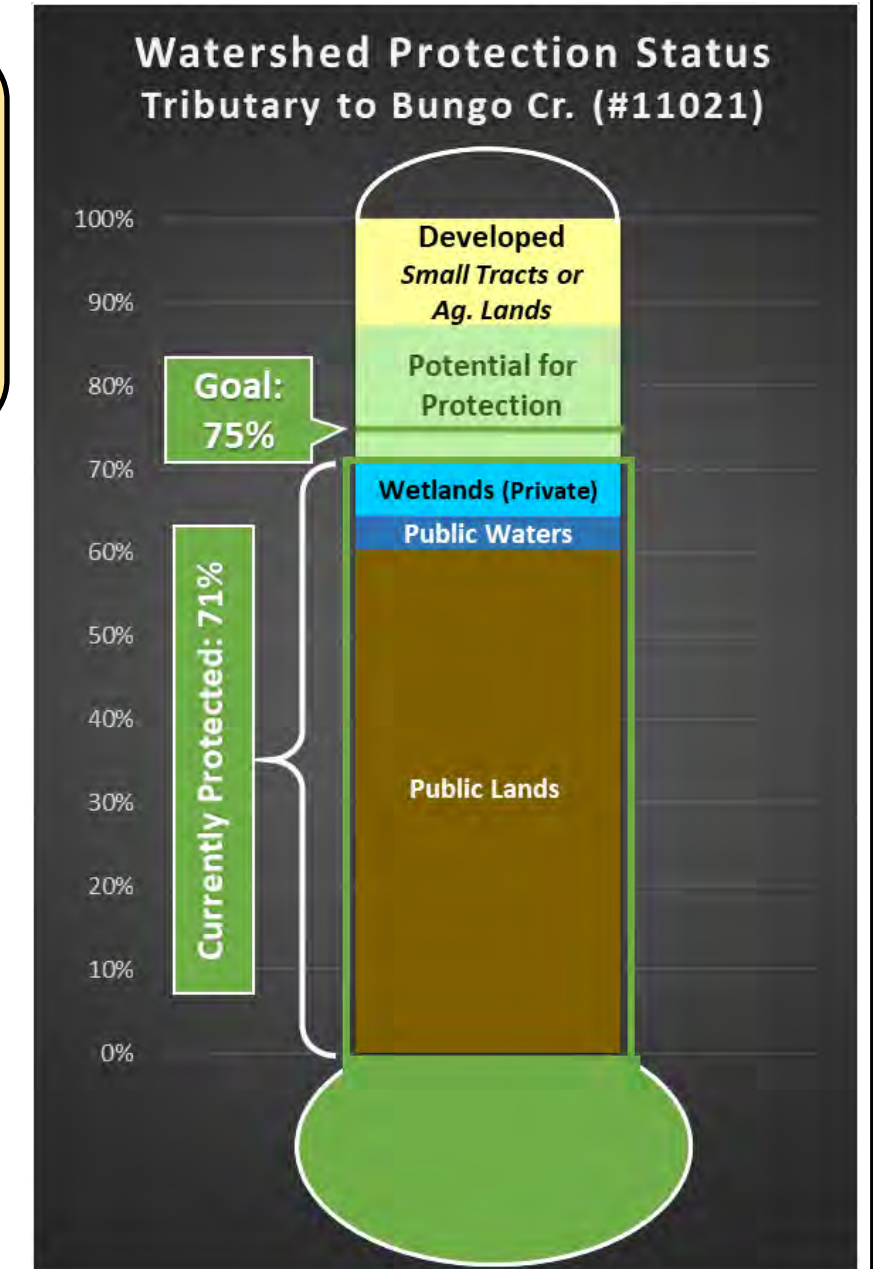 Watershed Protection Status
Tributary to Bungo Cr. (#11021)
100%
90%
80%
70%
60%
50%
40%
30%
20%
10%
0%
Goal:
75%
Currently Protected: 71%
Developed
Small Tracts or
Ag. Lands
Potential for
Protection
Wetlands (Private)
Public Waters
Public Lands